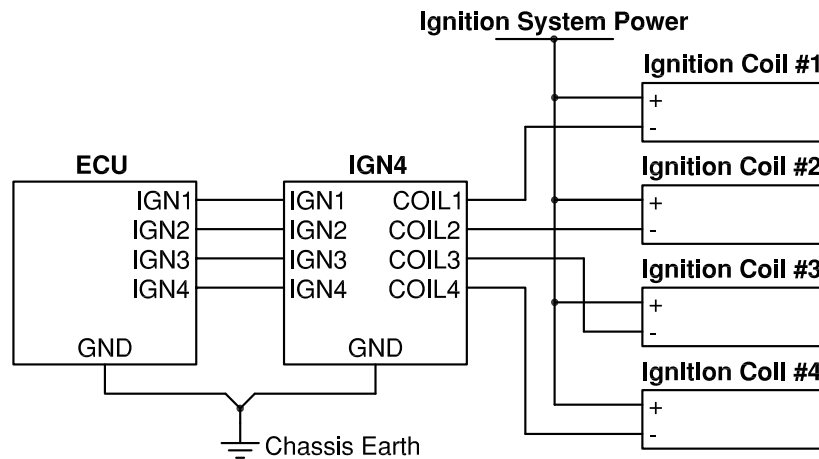 Ignition System Power
Ignition Coil #1
+
-
Ignition Coil #2
+
-
Ignition Coil #3
+
-
Ignition Coil #4
+
-
ECU
IGN1
IGN2
IGN3
IGN4
GND
IGN4
IGN1
IGN2
IGN3
IGN4
COIL1
COIL2
COIL3
COIL4
GND
Chassis Earth